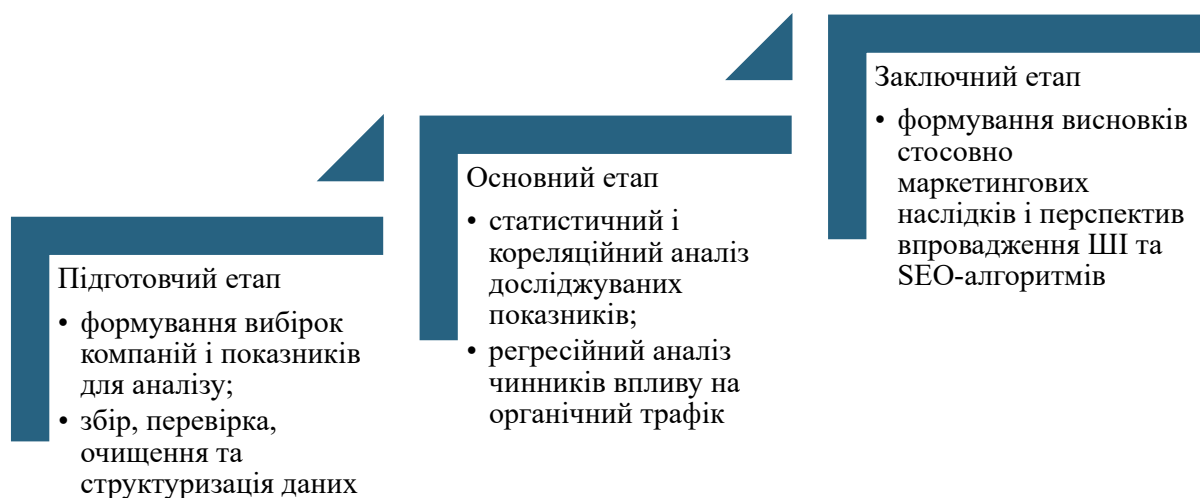 Підготовчий етап
• формування вибірок
компаній і показників
для аналізу;
• збір, перевірка,
очищення та
структуризація даних
Основний етап
• статистичний і
кореляційний аналіз
досліджуваних
показників;
• регресійний аналіз
чинників впливу на
органічний трафік
Заключний етап
• формування висновків
стосовно
маркетингових
наслідків і перспектив
впровадження ШІ та
SEO-алгоритмів